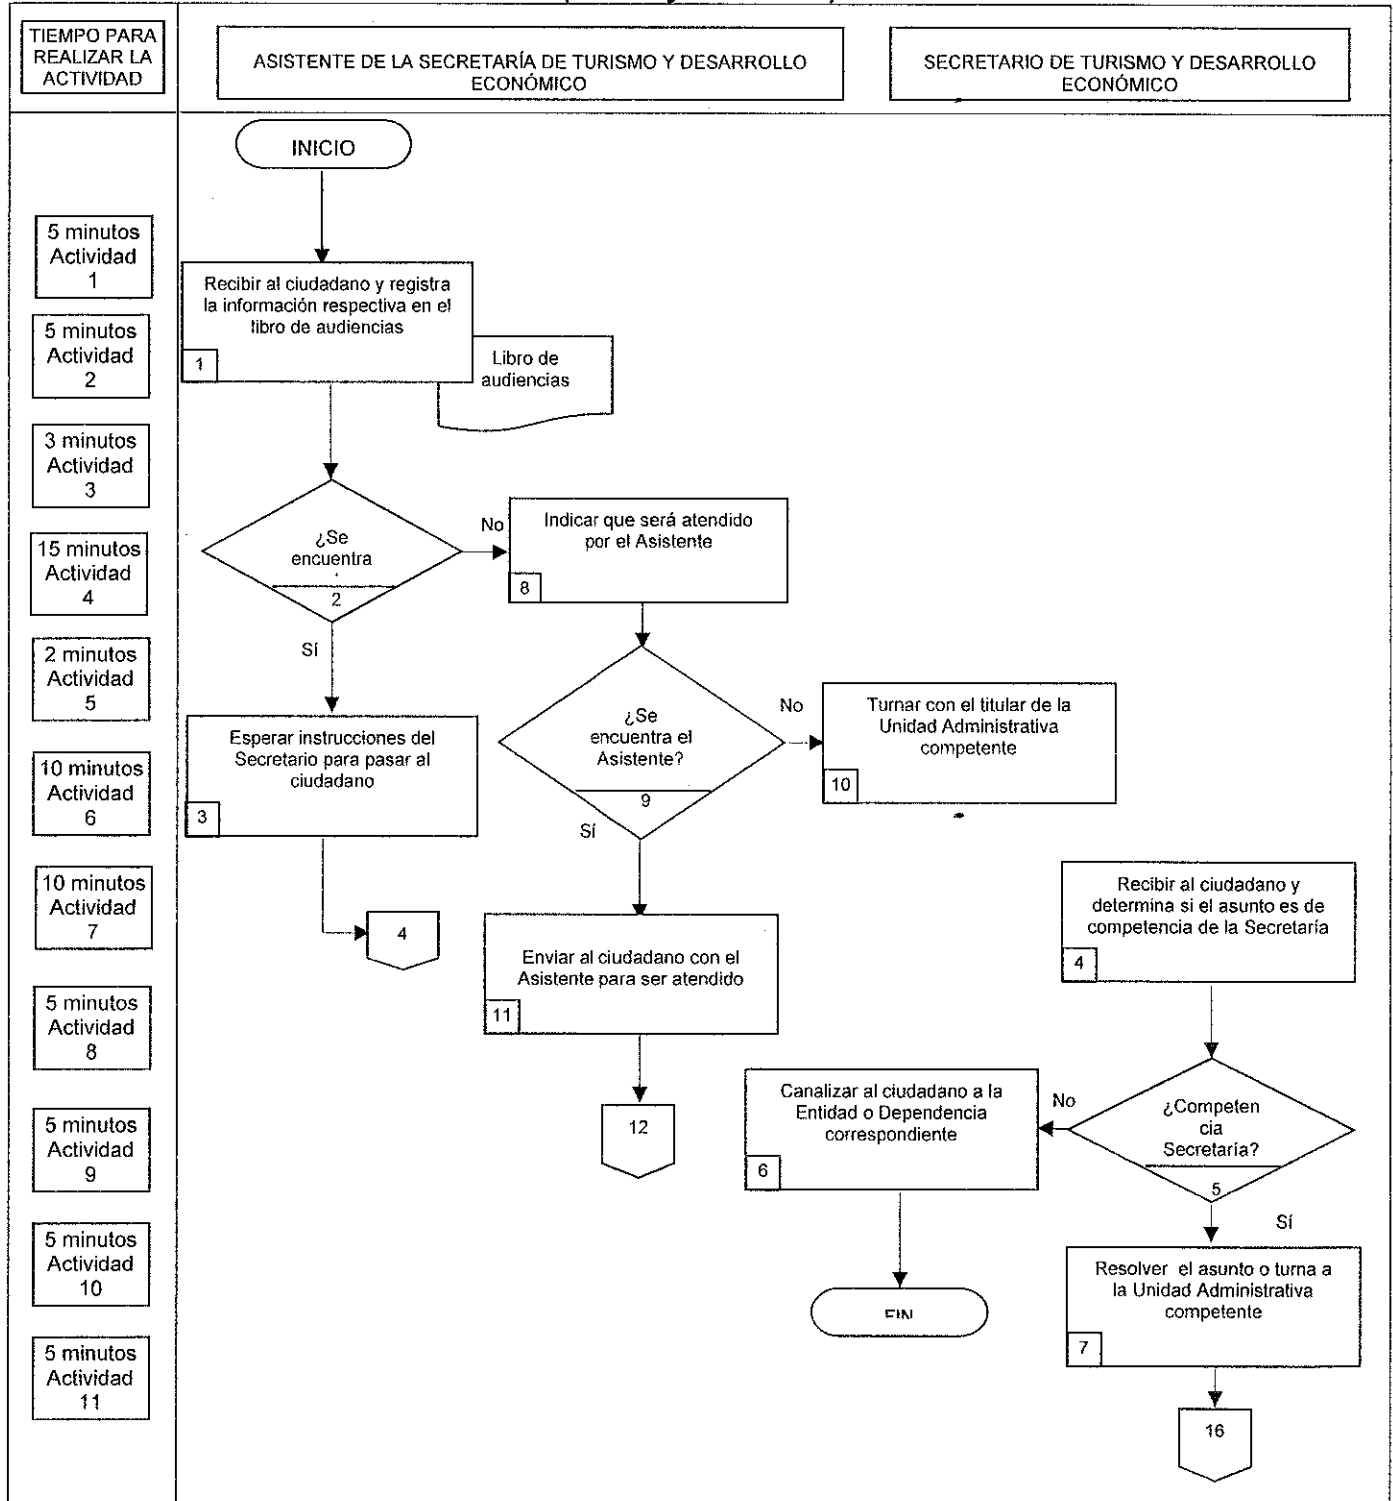 TIEMPO PARA
REALIZAR LA
ACTIVIDAD
ASISTENTE DE LA SECRETARÍA DE TURISMO Y DESARROLLO
ECONÓMICO
SECRETARIO DE TURISMO Y DESARROLLO
ECONÓMICO
5 minutos
Actividad
1
5 minutos
Actividad
2
3 minutos
Actividad
3
15 minutos
Actividad
4
2 minutos
Actividad
5
10 minutos
Actividad
6
10 minutos
Actividad
7
5 minutos
Actividad
8
5 minutos
Actividad
9
5 minutos
Actividad
10
5 minutos
Actividad
11
INICIO
Recibir al ciudadano y registra
la información respectiva en el
libro de audiencias
1
Libro de
audiencias
¿Se
encuentra
2
No
Sí
Indicar que será atendido
por el Asistente
8
Esperar instrucciones del
Secretario para pasar al
ciudadano
3
4
¿Se
encuentra el
Asistente?
9
No
Sí
Turnar con el titular de la
Unidad Administrativa
competente
10
Enviar al ciudadano con el
Asistente para ser atendido
11
12
Recibir al ciudadano y
determina si el asunto es de
competencia de la Secretaría
4
¿Competen
cia
Secretaría?
5
No
Sí
Canalizar al ciudadano a la
Entidad o Dependencia
correspondiente
6
FIN
Resolver el asunto o turna a
la Unidad Administrativa
competente
7
16